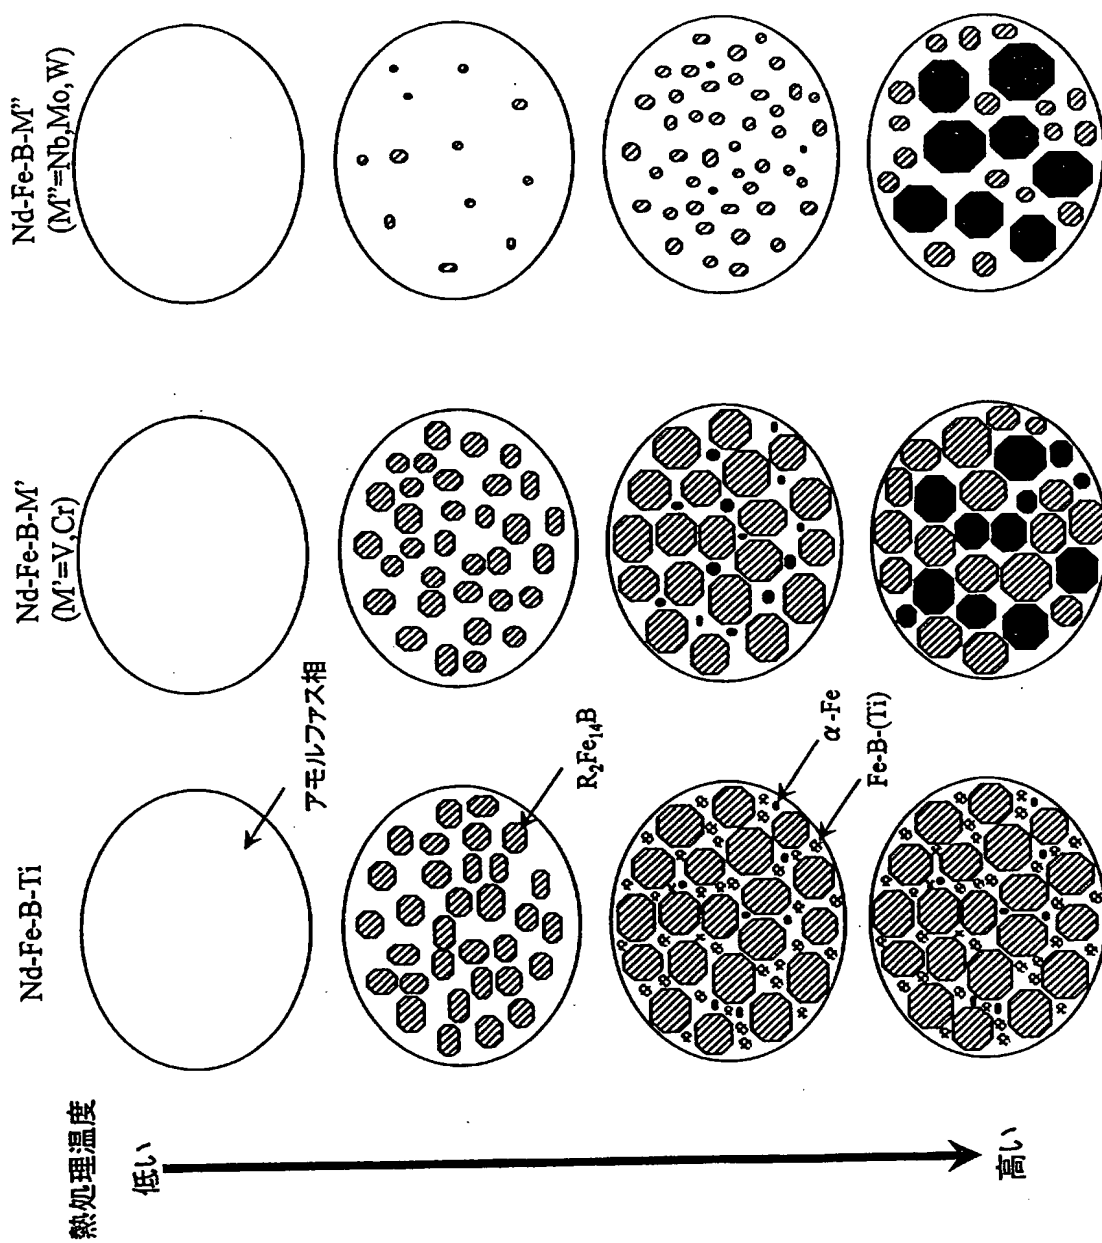 熱処理温度
低い
高い
Nd-Fe-B-Ti
Nd-Fe-B-M'
(M'=V,Cr)
Nd-Fe-B-M''
(M''=Nb,Mo,W)
アモルファス相
R₂Fe₁₄B
α-Fe
Fe-B-(Ti)